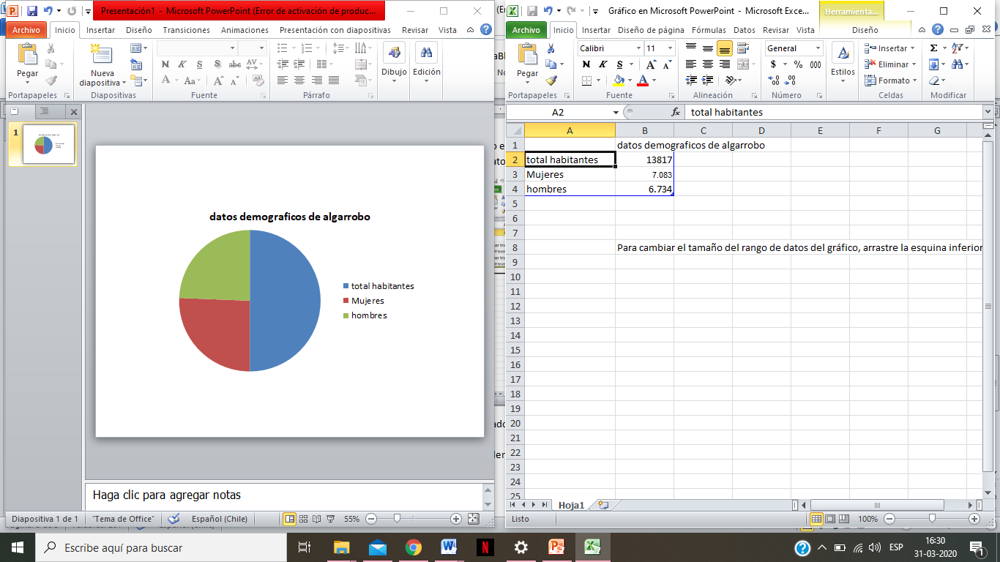 Presentación1 - Microsoft PowerPoint (Error de activación de produc...
Archivo Inicio Insertar Diseño Transiciones Animaciones Presentación con diapositivas Revisar Vista
Pegar
Nueva diapositiva
Dibujo
Edición
Portapapeles Diapositivas Fuente Párrafo
1
datos demograficos de algarrobo
total habitantes
Mujeres
hombres
Haga clic para agregar notas
Diapositiva 1 de 1 "Tema de Office" Español (Chile) 55%
Gráfico en Microsoft PowerPoint - Microsoft Exce...
Herramienta...
Archivo Inicio Insertar Diseño de página Fórmulas Datos Revisar Vista Diseño
Pegar
Calibri 11
General
Estilos
Insertar
Eliminar
Formato
Portapapeles Fuente Alineación Número Celdas Modificar
A2 fx total habitantes
A B C D E F G
1 datos demograficos de algarrobo
2 total habitantes 13817
3 Mujeres 7.083
4 hombres 6.734
5
6
7
8 Para cambiar el tamaño del rango de datos del gráfico, arrastre la esquina inferior
9
10
11
12
13
14
15
16
17
18
19
20
21
22
23
24
25
Hoja1
Listo 100%
Escribe aquí para buscar
ESP
16:30
31-03-2020